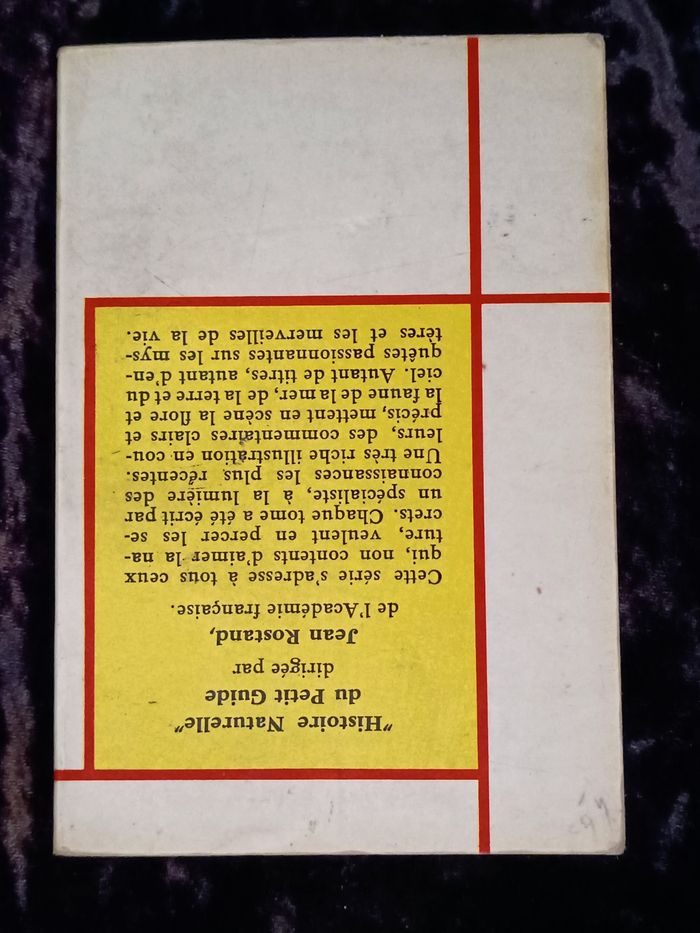 "Histoire Naturelle"
du Petit Guide
dirigée par
Jean Rostand,
de l'Académie française.
Cette série s'adresse à tous ceux
qui, non contents d'aimer la na-
ture, veulent en percer les se-
crets. Chaque tome a été écrit par
un spécialiste, à la lumière des
connaissances les plus récentes.
Une très riche illustration en cou-
leurs, des commentaires clairs et
précis, mettent en scène la flore et
la faune de la mer, de la terre et du
ciel. Autant de titres, autant d'en-
quêtes passionnantes sur les mys-
tères et les merveilles de la vie.